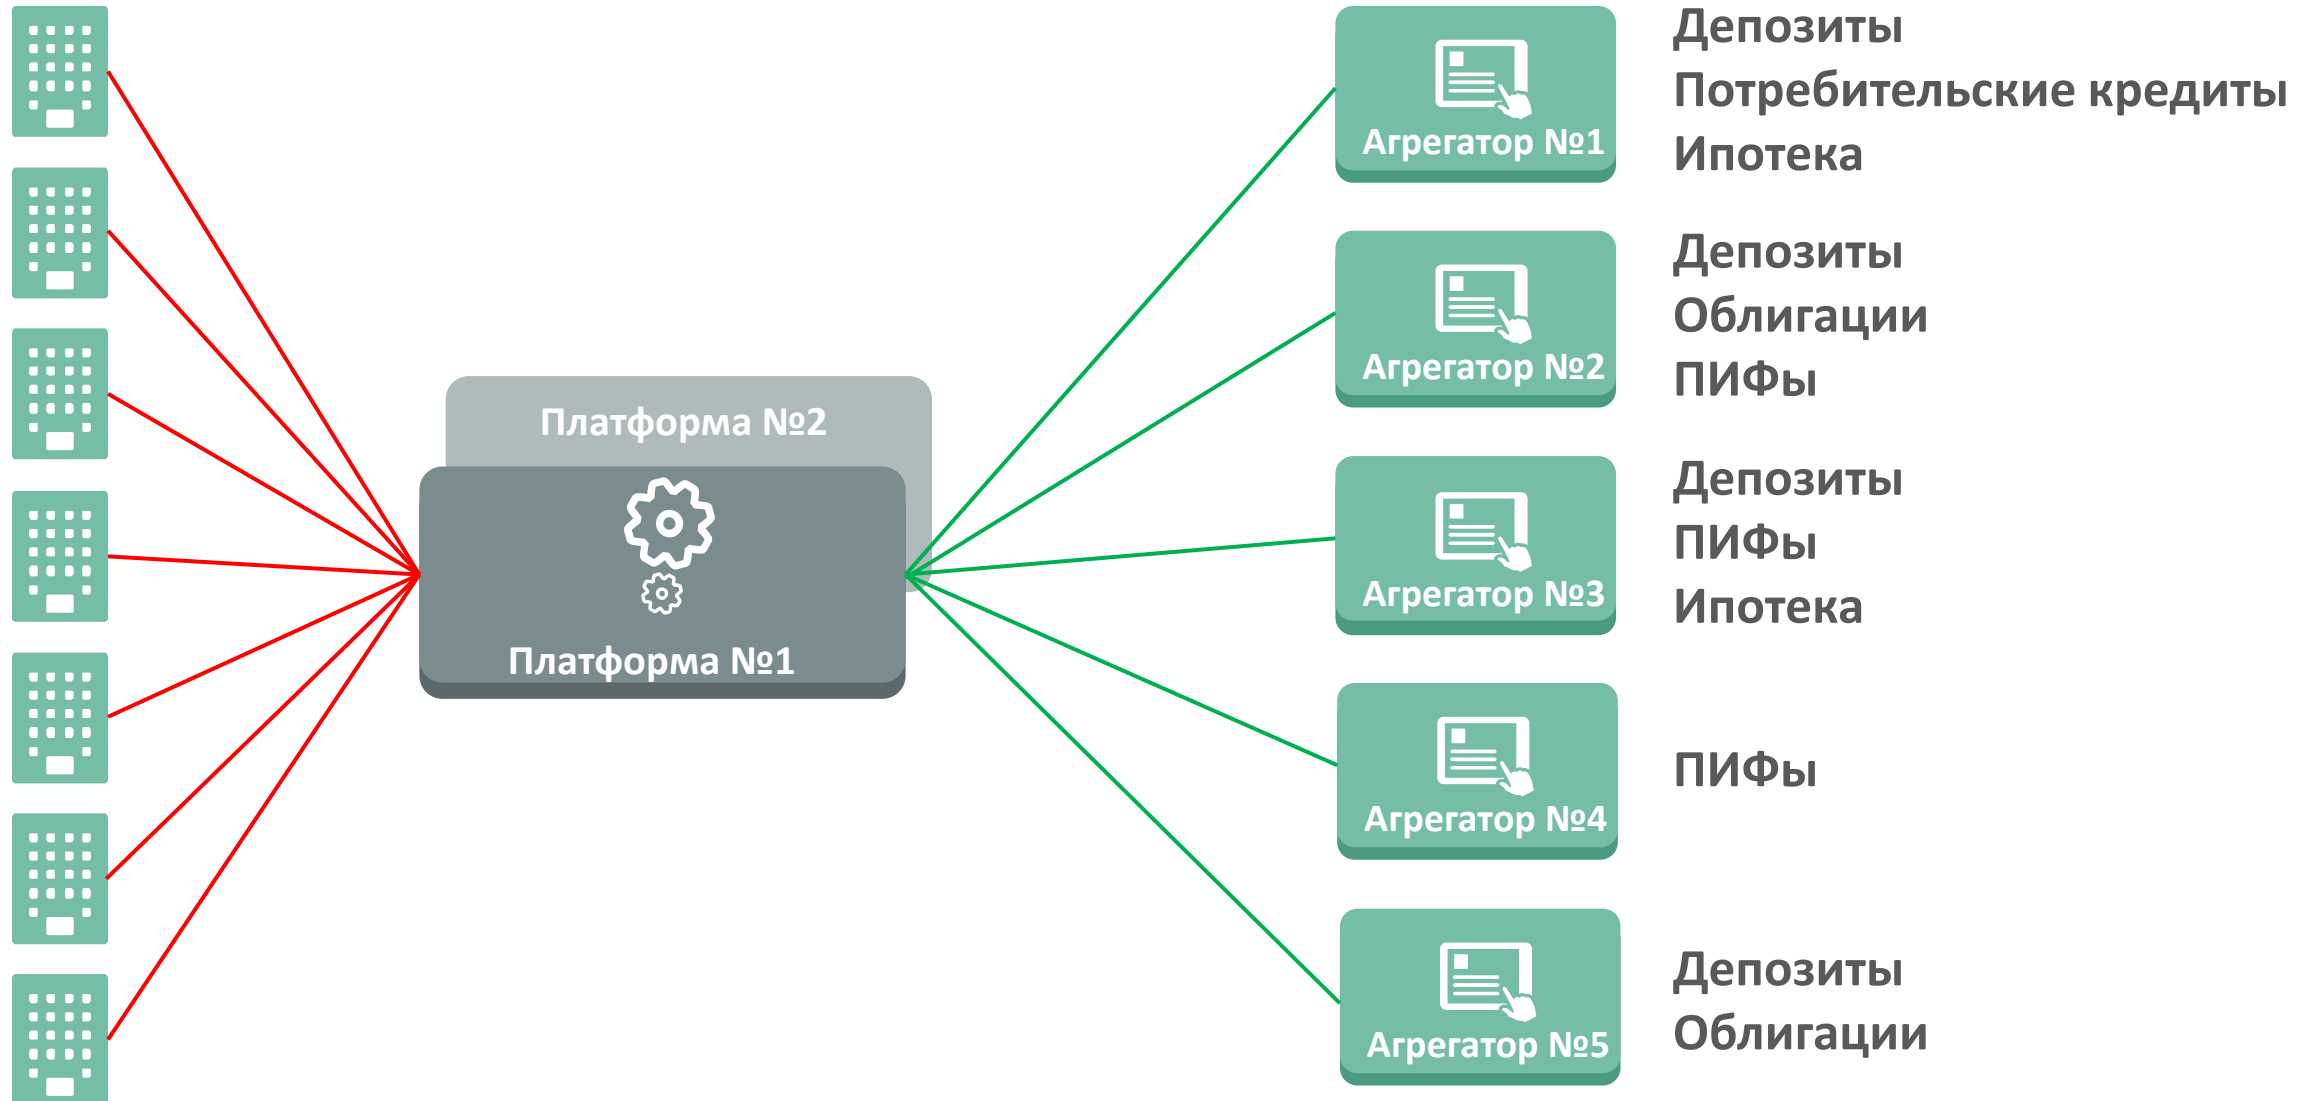 Платформа №2
Платформа №1
Агрегатор №1
Депозиты
Потребительские кредиты
Ипотека
Агрегатор №2
Депозиты
Облигации
ПИФы
Агрегатор №3
Депозиты
ПИФы
Ипотека
Агрегатор №4
ПИФы
Агрегатор №5
Депозиты
Облигации